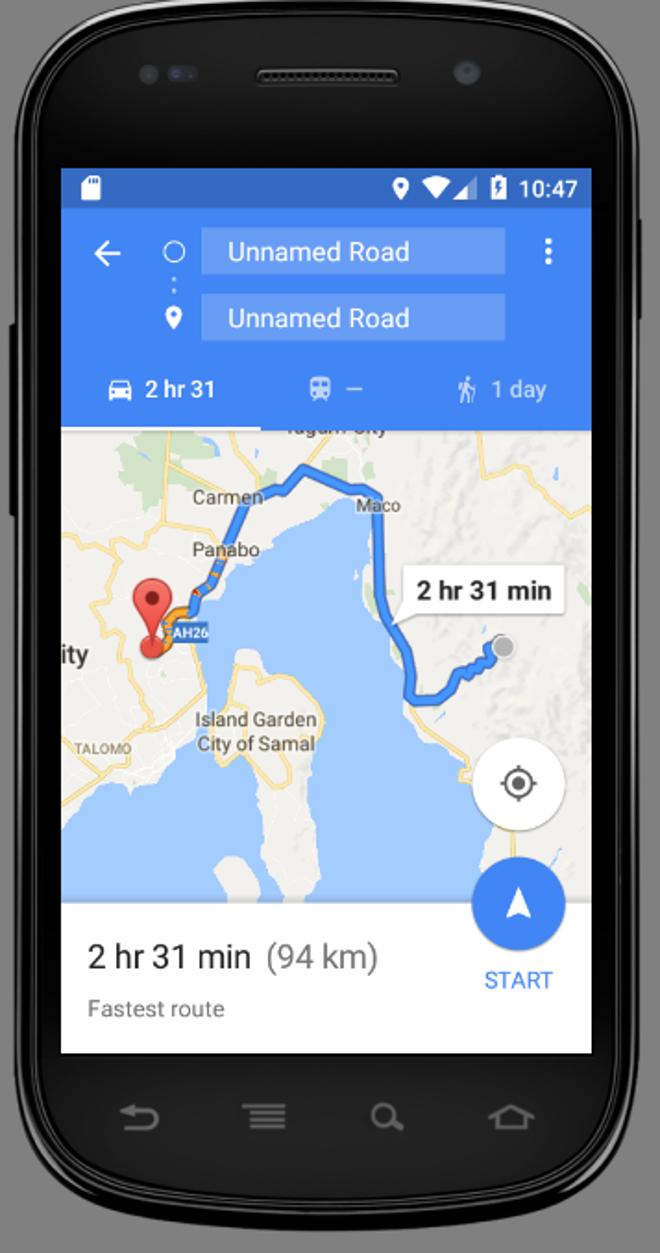 10:47
Unnamed Road
Unnamed Road
2 hr 31
—
1 day
Tagum City
Carmen
Maco
Panabo
2 hr 31 min
AH26
ity
Island Garden
City of Samal
TALOMO
2 hr 31 min (94 km)
START
Fastest route